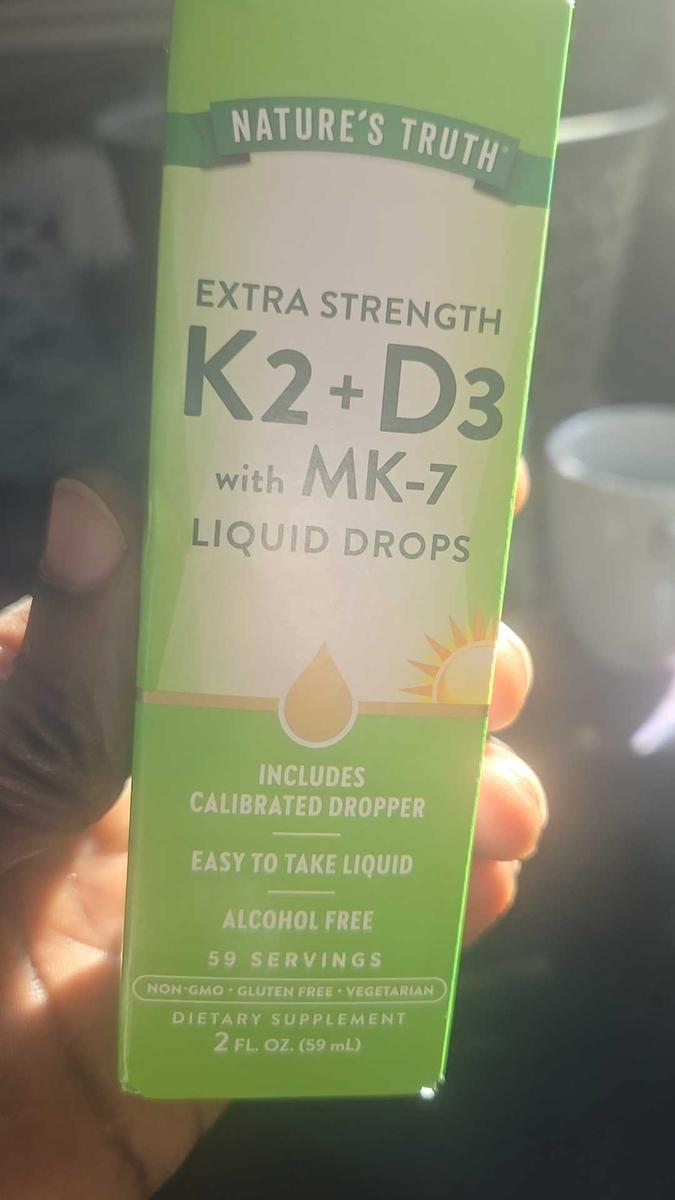 NATURE'S TRUTH®
EXTRA STRENGTH
K2+D3
with MK-7
LIQUID DROPS
INCLUDES
CALIBRATED DROPPER
EASY TO TAKE LIQUID
ALCOHOL FREE
59 SERVINGS
NON-GMO • GLUTEN FREE • VEGETARIAN
DIETARY SUPPLEMENT
2 FL. OZ. (59 mL)